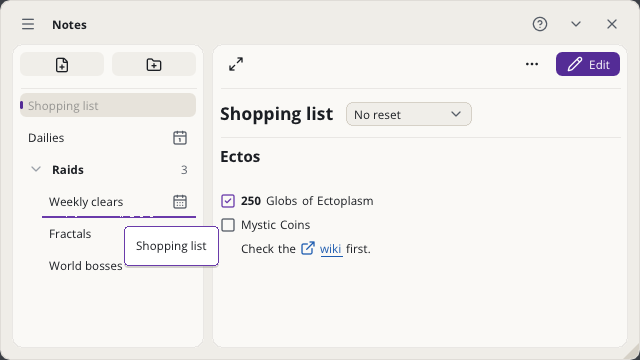 Notes
Edit
Shopping list
Dailies
Raids 3
Weekly clears
Fractals
World bosses
Shopping list
Shopping list No reset
Ectos
250 Globs of Ectoplasm
Mystic Coins
Check the wiki first.